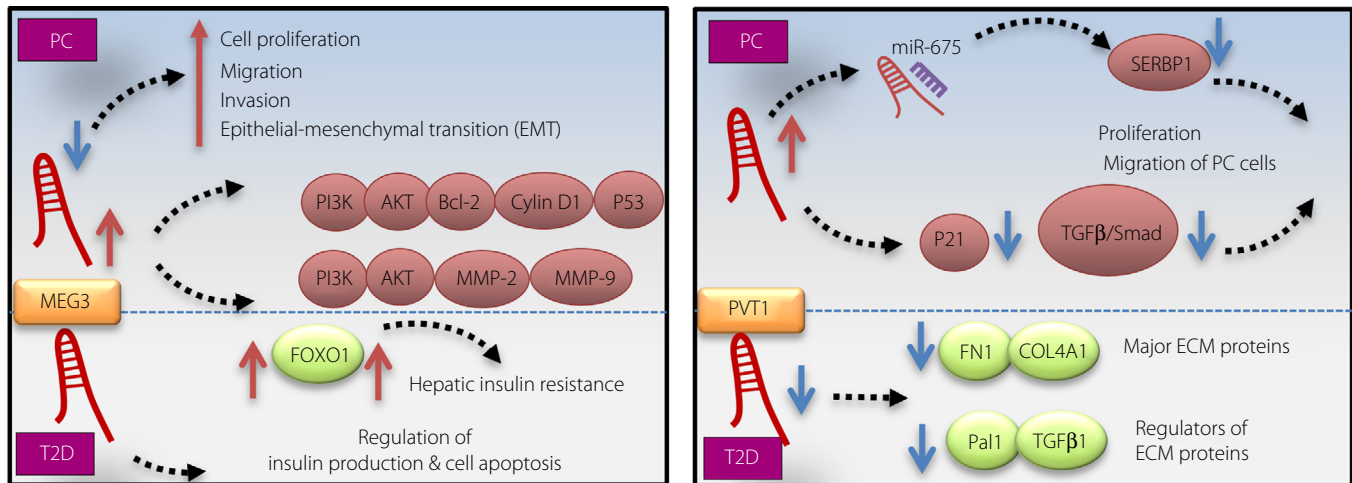 PC
Cell proliferation
Migration
Invasion
Epithelial-mesenchymal transition (EMT)
PI3K AKT Bcl-2 Cylin D1 P53
PI3K AKT MMP-2 MMP-9
MEG3
FOXO1
Hepatic insulin resistance
Regulation of
insulin production & cell apoptosis
T2D
PC
miR-675
SERBP1
Proliferation
Migration of PC cells
P21
TGFβ/Smad
PVT1
FN1 COL4A1
Major ECM proteins
Pal1 TGFβ1
Regulators of
ECM proteins
T2D